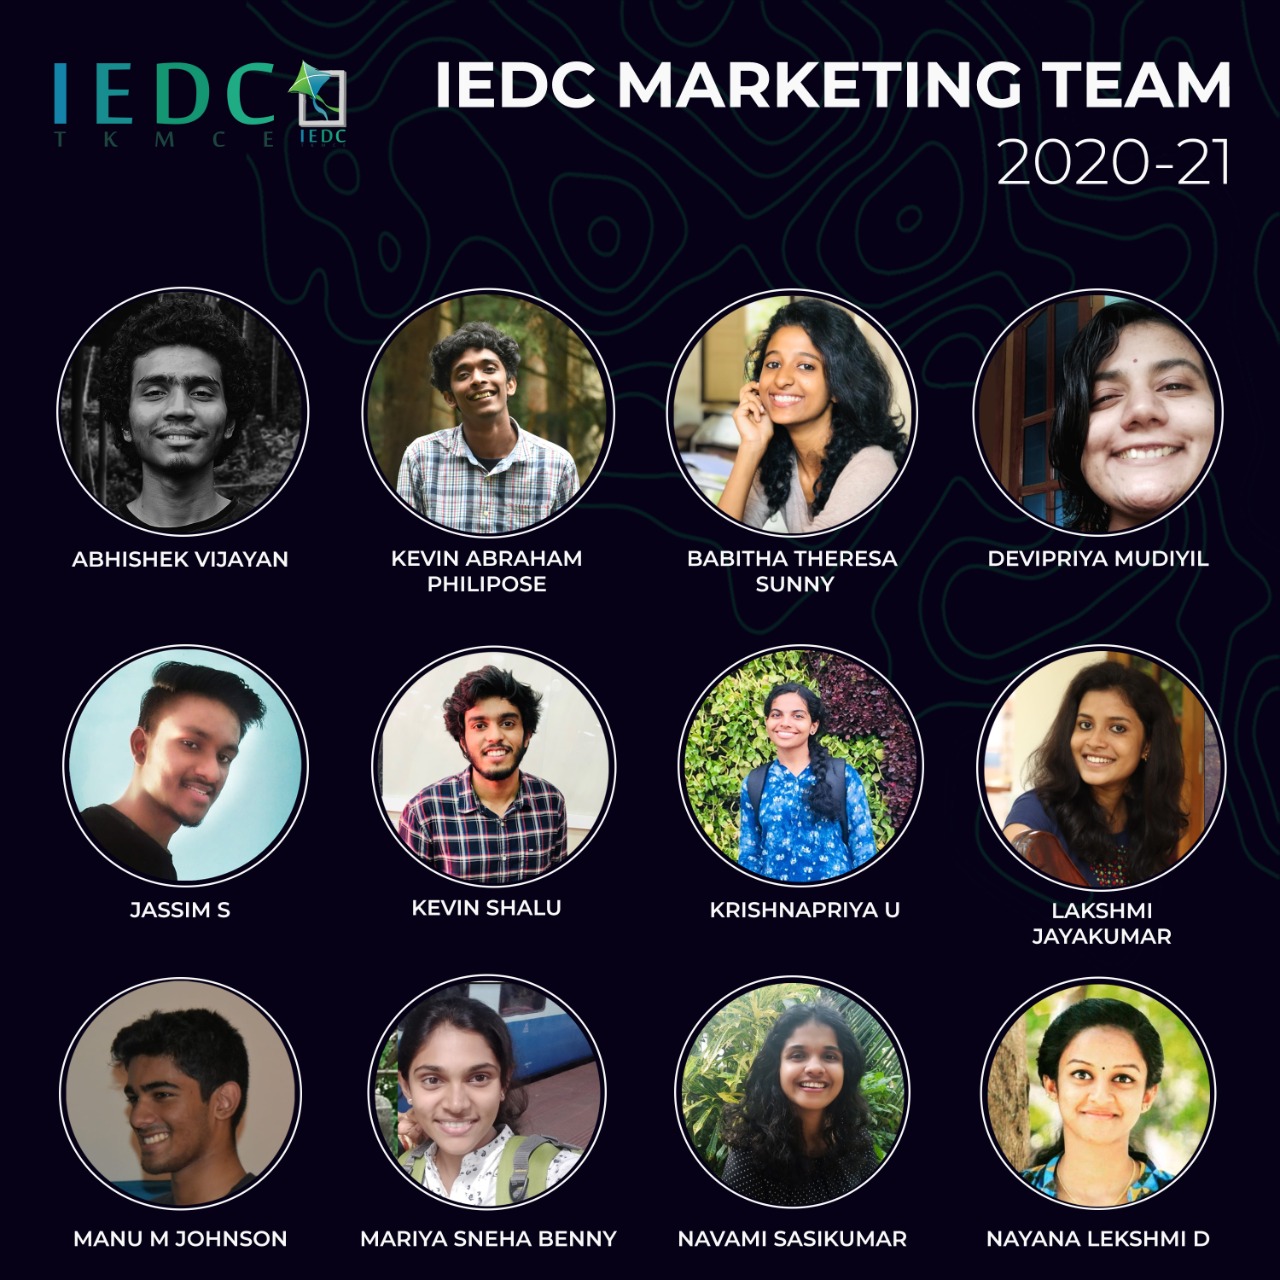 IEDC
TKMCE
IEDC
IEDC MARKETING TEAM
2020-21
ABHISHEK VIJAYAN
KEVIN ABRAHAM
PHILIPOSE
BABITHA THERESA
SUNNY
DEVIPRIYA MUDIYIL
JASSIM S
KEVIN SHALU
KRISHNAPRIYA U
LAKSHMI
JAYAKUMAR
MANU M JOHNSON
MARIYA SNEHA BENNY
NAVAMI SASIKUMAR
NAYANA LEKSHMI D